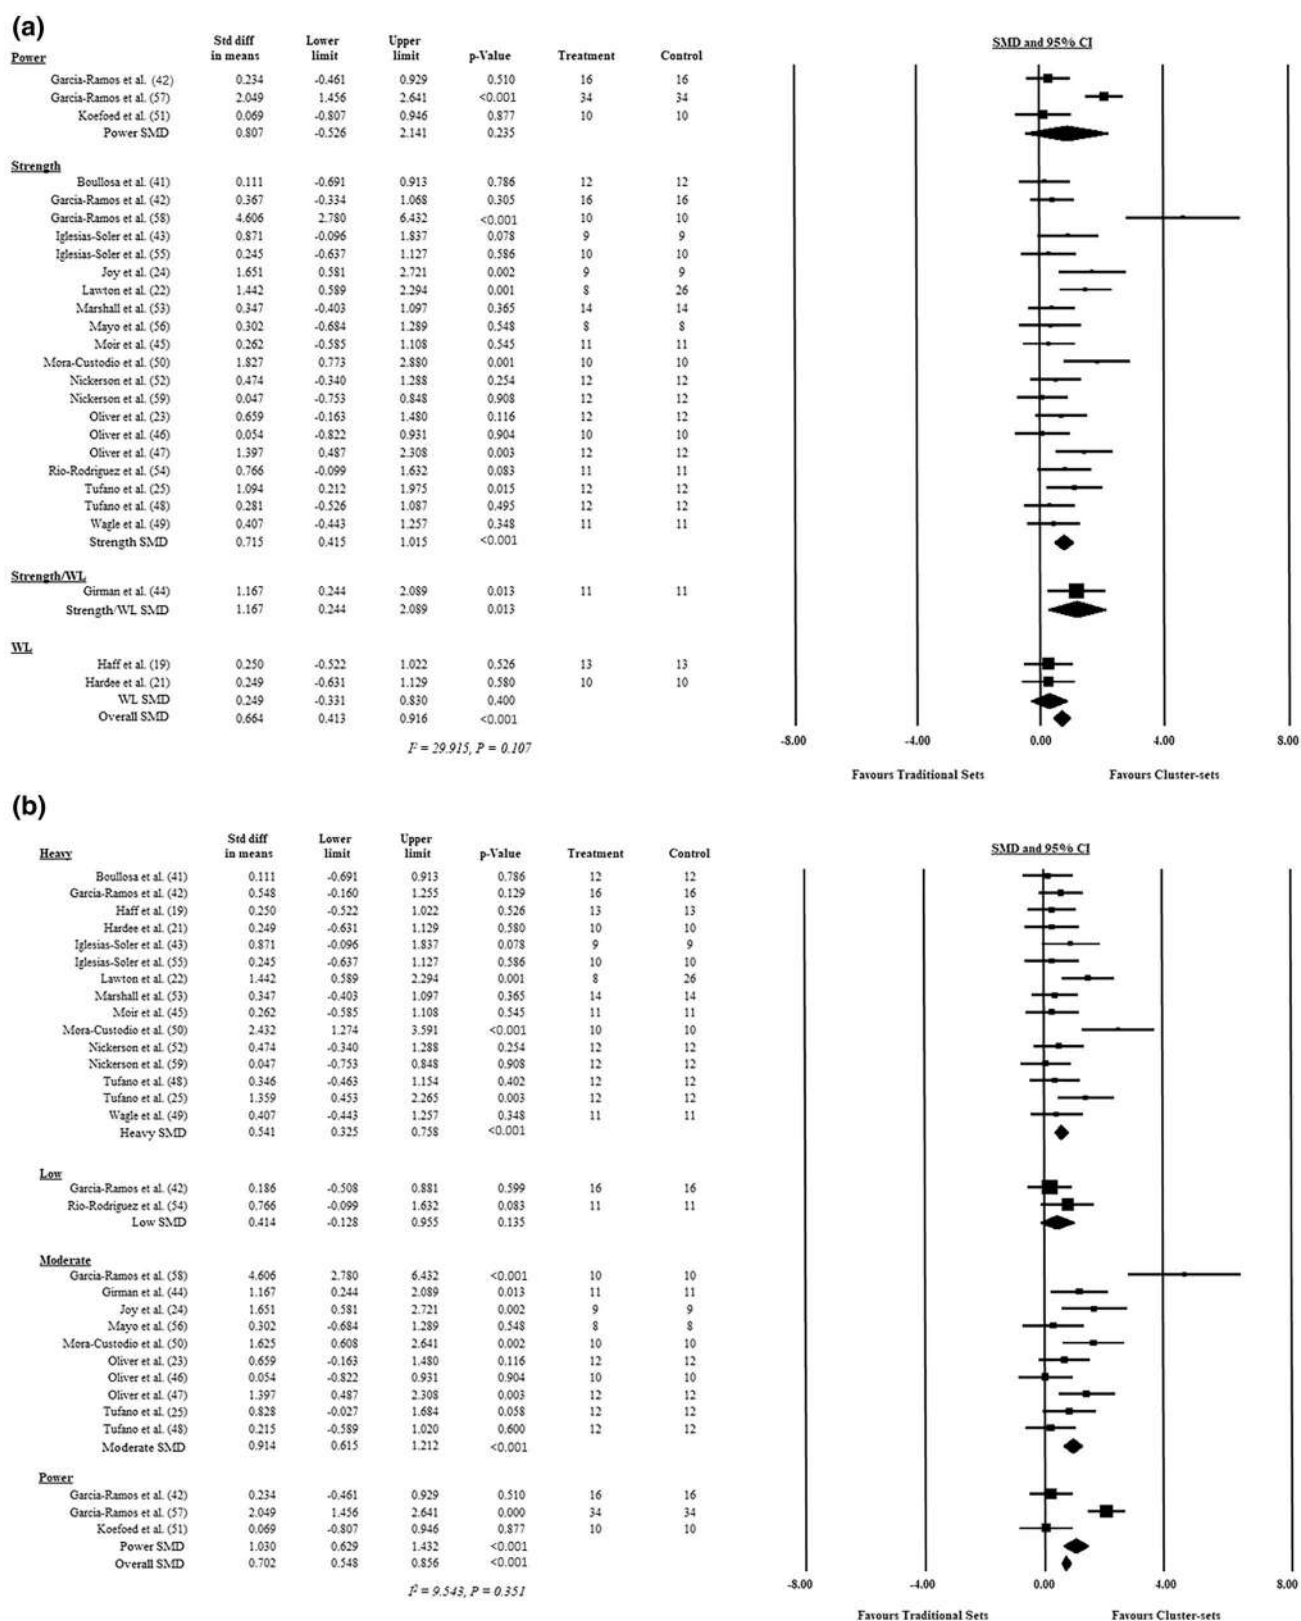 (a)
Std diff Lower Upper SMD and 95% CI
Power in means limit limit p-Value Treatment Control
Garcia-Ramos et al. (42) 0.234 -0.461 0.929 0.510 16 16
Garcia-Ramos et al. (57) 2.049 1.456 2.641 <0.001 34 34
Koefoed et al. (51) 0.069 -0.807 0.946 0.877 10 10
Power SMD 0.807 -0.526 2.141 0.235
Strength
Boullosa et al. (41) 0.111 -0.691 0.913 0.786 12 12
Garcia-Ramos et al. (42) 0.367 -0.334 1.068 0.305 16 16
Garcia-Ramos et al. (58) 4.606 2.780 6.432 <0.001 10 10
Iglesias-Soler et al. (43) 0.871 -0.096 1.837 0.078 9 9
Iglesias-Soler et al. (55) 0.245 -0.637 1.127 0.586 10 10
Joy et al. (24) 1.651 0.581 2.721 0.002 9 9
Lawton et al. (22) 1.442 0.589 2.294 0.001 8 26
Marshall et al. (53) 0.347 -0.403 1.097 0.365 14 14
Mayo et al. (56) 0.302 -0.684 1.289 0.548 8 8
Moir et al. (45) 0.262 -0.585 1.108 0.545 11 11
Mora-Custodio et al. (50) 1.827 0.773 2.880 0.001 10 10
Nickerson et al. (52) 0.474 -0.340 1.288 0.254 12 12
Nickerson et al. (59) 0.047 -0.753 0.848 0.908 12 12
Oliver et al. (23) 0.659 -0.163 1.480 0.116 12 12
Oliver et al. (46) 0.054 -0.822 0.931 0.904 10 10
Oliver et al. (47) 1.397 0.487 2.308 0.003 12 12
Rio-Rodriguez et al. (54) 0.766 -0.099 1.632 0.083 11 11
Tufano et al. (25) 1.094 0.212 1.975 0.015 12 12
Tufano et al. (48) 0.281 -0.526 1.087 0.495 12 12
Wagle et al. (49) 0.407 -0.443 1.257 0.348 11 11
Strength SMD 0.715 0.415 1.015 <0.001
Strength/WL
Girman et al. (44) 1.167 0.244 2.089 0.013 11 11
Strength/WL SMD 1.167 0.244 2.089 0.013
WL
Haff et al. (19) 0.250 -0.522 1.022 0.526 13 13
Hardee et al. (21) 0.249 -0.631 1.129 0.580 10 10
WL SMD 0.249 -0.331 0.830 0.400
Overall SMD 0.664 0.413 0.916 <0.001
I² = 29.915, P = 0.107
-8.00 -4.00 0.00 4.00 8.00
Favours Traditional Sets Favours Cluster-sets
(b)
Std diff Lower Upper SMD and 95% CI
Heavy in means limit limit p-Value Treatment Control
Boullosa et al. (41) 0.111 -0.691 0.913 0.786 12 12
Garcia-Ramos et al. (42) 0.548 -0.160 1.255 0.129 16 16
Haff et al. (19) 0.250 -0.522 1.022 0.526 13 13
Hardee et al. (21) 0.249 -0.631 1.129 0.580 10 10
Iglesias-Soler et al. (43) 0.871 -0.096 1.837 0.078 9 9
Iglesias-Soler et al. (55) 0.245 -0.637 1.127 0.586 10 10
Lawton et al. (22) 1.442 0.589 2.294 0.001 8 26
Marshall et al. (53) 0.347 -0.403 1.097 0.365 14 14
Moir et al. (45) 0.262 -0.585 1.108 0.545 11 11
Mora-Custodio et al. (50) 2.432 1.274 3.591 <0.001 10 10
Nickerson et al. (52) 0.474 -0.340 1.288 0.254 12 12
Nickerson et al. (59) 0.047 -0.753 0.848 0.908 12 12
Tufano et al. (48) 0.346 -0.463 1.154 0.402 12 12
Tufano et al. (25) 1.359 0.453 2.265 0.003 12 12
Wagle et al. (49) 0.407 -0.443 1.257 0.348 11 11
Heavy SMD 0.541 0.325 0.758 <0.001
Low
Garcia-Ramos et al. (42) 0.186 -0.508 0.881 0.599 16 16
Rio-Rodriguez et al. (54) 0.766 -0.099 1.632 0.083 11 11
Low SMD 0.414 -0.128 0.955 0.135
Moderate
Garcia-Ramos et al. (58) 4.606 2.780 6.432 <0.001 10 10
Girman et al. (44) 1.167 0.244 2.089 0.013 11 11
Joy et al. (24) 1.651 0.581 2.721 0.002 9 9
Mayo et al. (56) 0.302 -0.684 1.289 0.548 8 8
Mora-Custodio et al. (50) 1.625 0.608 2.641 0.002 10 10
Oliver et al. (23) 0.659 -0.163 1.480 0.116 12 12
Oliver et al. (46) 0.054 -0.822 0.931 0.904 10 10
Oliver et al. (47) 1.397 0.487 2.308 0.003 12 12
Tufano et al. (25) 0.828 -0.027 1.684 0.058 12 12
Tufano et al. (48) 0.215 -0.589 1.020 0.600 12 12
Moderate SMD 0.914 0.615 1.212 <0.001
Power
Garcia-Ramos et al. (42) 0.234 -0.461 0.929 0.510 16 16
Garcia-Ramos et al. (57) 2.049 1.456 2.641 0.000 34 34
Koefoed et al. (51) 0.069 -0.807 0.946 0.877 10 10
Power SMD 1.030 0.629 1.432 <0.001
Overall SMD 0.702 0.548 0.856 <0.001
I² = 9.543, P = 0.351
-8.00 -4.00 0.00 4.00 8.00
Favours Traditional Sets Favours Cluster-sets